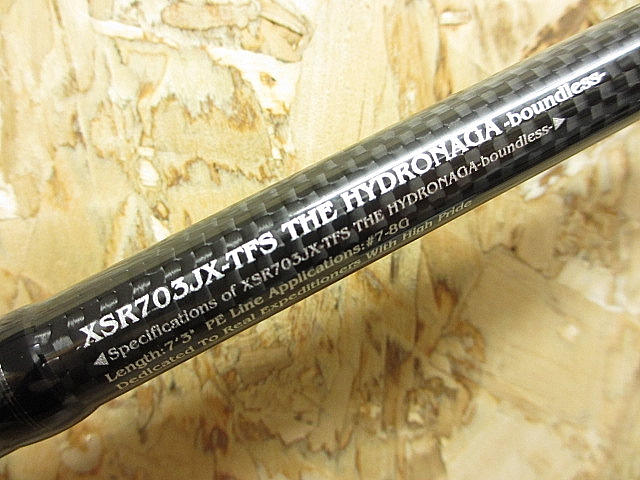 XSR703JX-TFS THE HYDRONAGA -boundless-
◀Specifications of XSR703JX-TFS THE HYDRONAGA-boundless-▶
Length:7'3" PE Line Applications:#7-8G
Dedicated To Real Expeditioners With High Pride